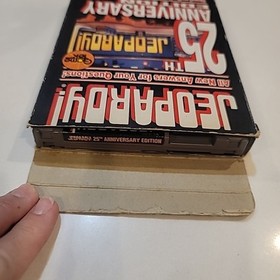 JEOPARDY!
All New Answers for Your Questions!
25TH
ANNIVERSARY
JEOPARDY!
JEOPARDY 25TH ANNIVERSARY EDITION